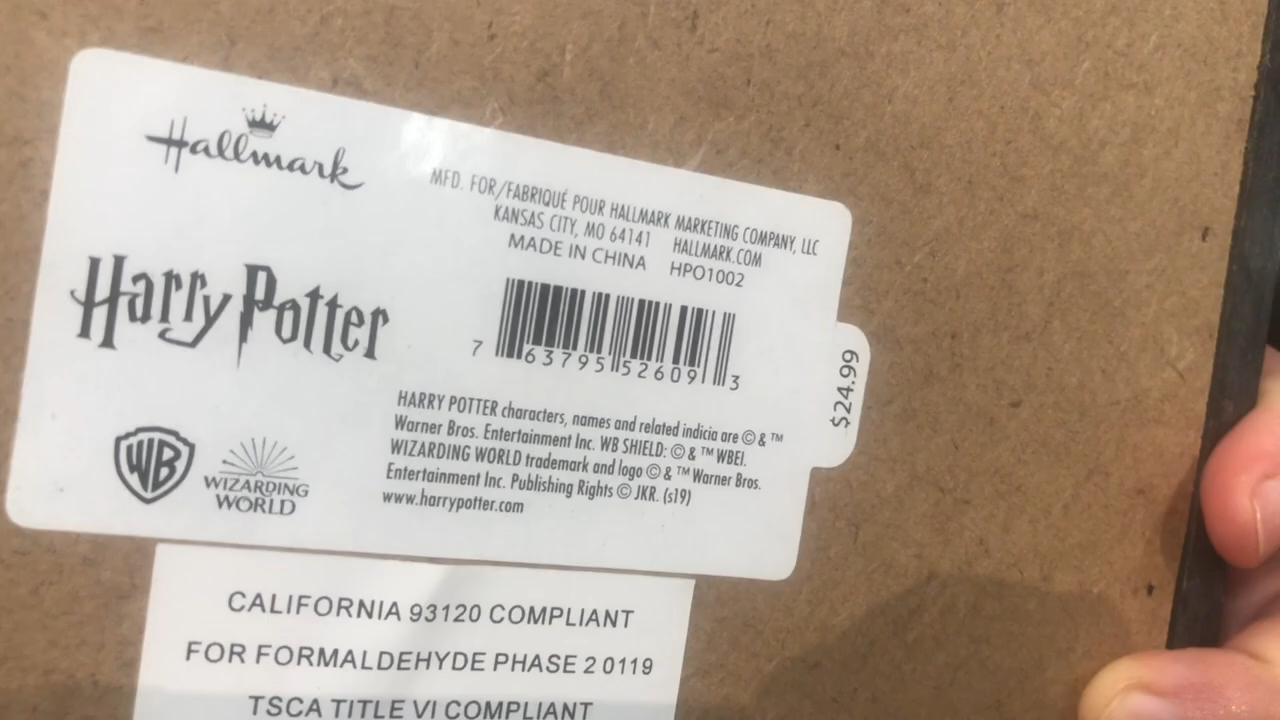 Hallmark
MFD. FOR/FABRIQUÉ POUR HALLMARK MARKETING COMPANY, LLC
KANSAS CITY, MO 64141 HALLMARK.COM
MADE IN CHINA HPO1002
Harry Potter
7 63795 52609 3
$24.99
HARRY POTTER characters, names and related indicia are © & ™
Warner Bros. Entertainment Inc. WB SHIELD: © & ™ WBEI.
WIZARDING WORLD trademark and logo © & ™ Warner Bros.
Entertainment Inc. Publishing Rights © JKR. (s19)
www.harrypotter.com
WB
WIZARDING
WORLD
CALIFORNIA 93120 COMPLIANT
FOR FORMALDEHYDE PHASE 2 0119
TSCA TITLE VI COMPLIANT